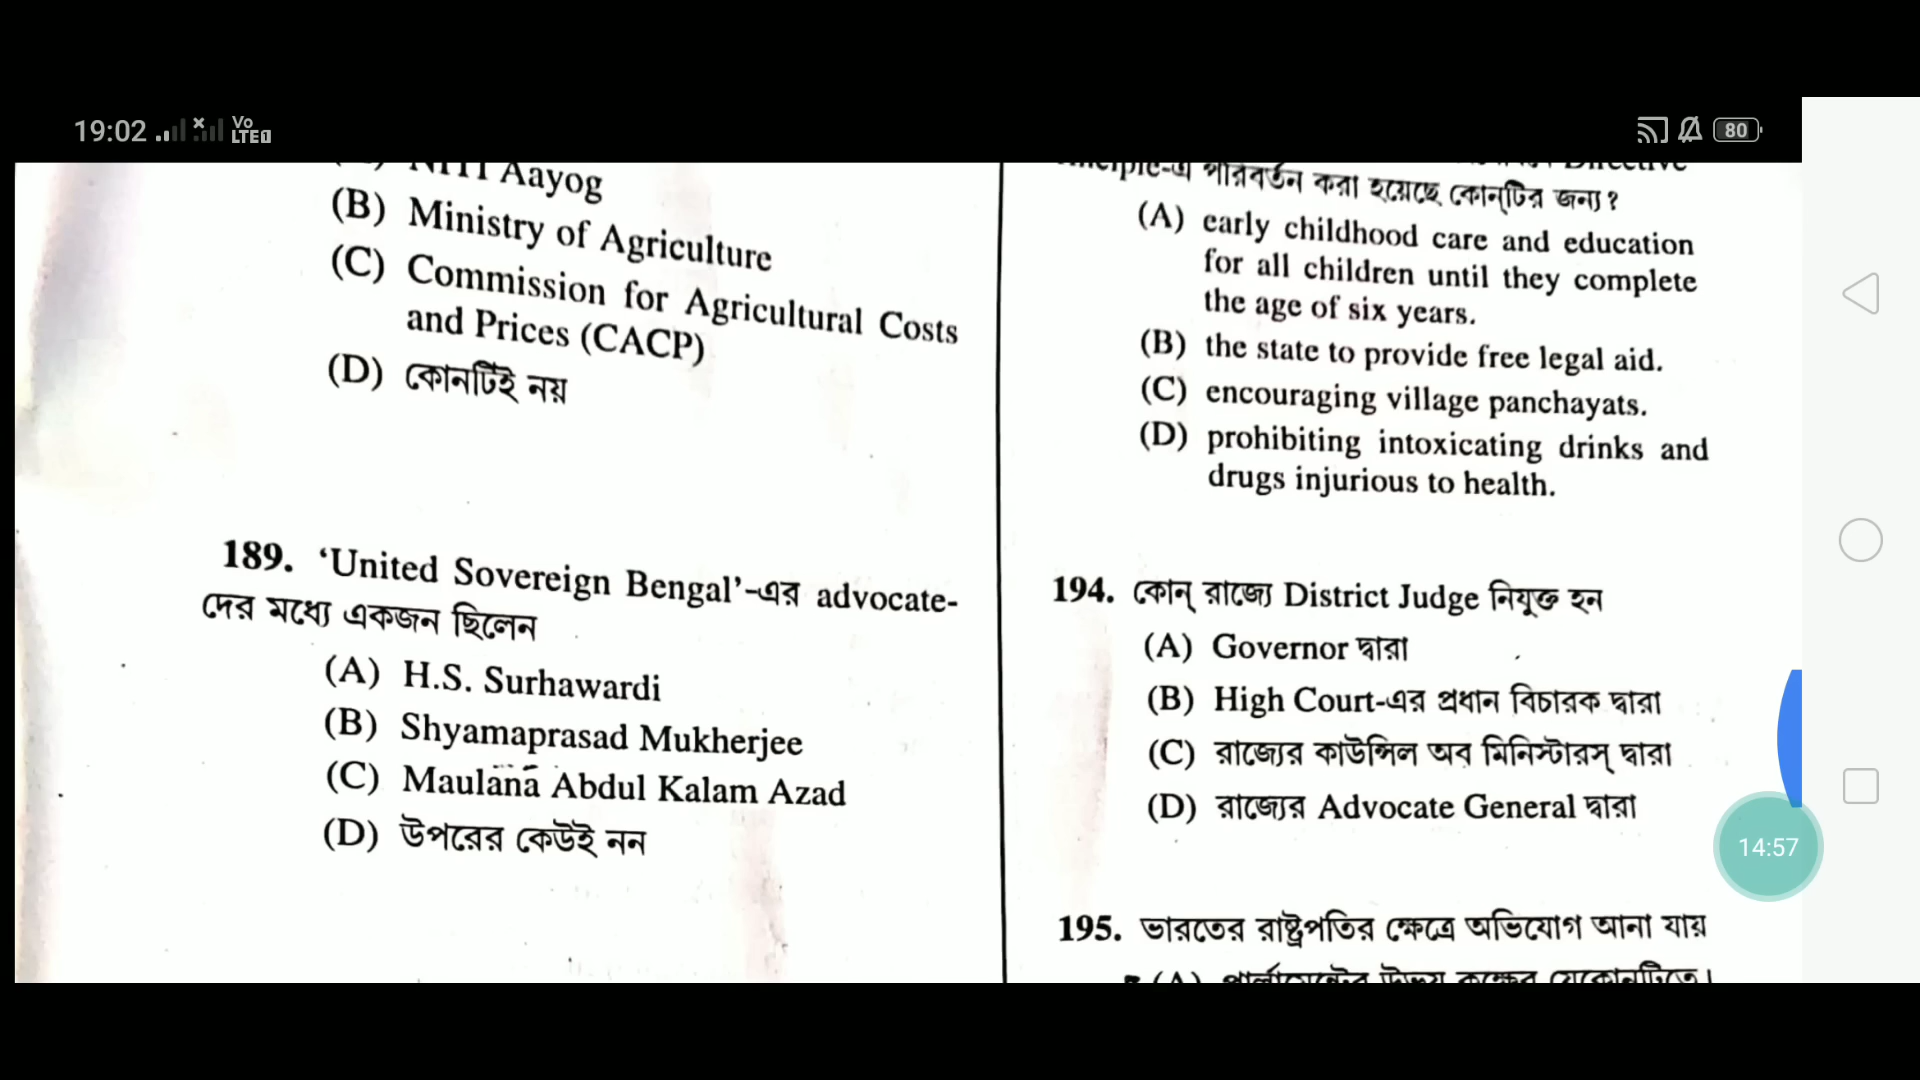 19:02
Vo
LTE1
80
Aayog
(B) Ministry of Agriculture
(C) Commission for Agricultural Costs
and Prices (CACP)
(D) কোনটিই নয়
189. ‘United Sovereign Bengal’-এর advocate-
দের মধ্যে একজন ছিলেন
(A) H.S. Surhawardi
(B) Shyamaprasad Mukherjee
(C) Maulana Abdul Kalam Azad
(D) উপরের কেউই নন
পরিবর্তন করা হয়েছে কোন্‌টির জন্য?
(A) early childhood care and education
for all children until they complete
the age of six years.
(B) the state to provide free legal aid.
(C) encouraging village panchayats.
(D) prohibiting intoxicating drinks and
drugs injurious to health.
194. কোন্ রাজ্যে District Judge নিযুক্ত হন
(A) Governor দ্বারা
(B) High Court-এর প্রধান বিচারক দ্বারা
(C) রাজ্যের কাউন্সিল অব মিনিস্টারস্ দ্বারা
(D) রাজ্যের Advocate General দ্বারা
195. ভারতের রাষ্ট্রপতির ক্ষেত্রে অভিযোগ আনা যায়
(A) পার্লামেন্টের উভয় কক্ষের যেকোনটিতে।
14:57